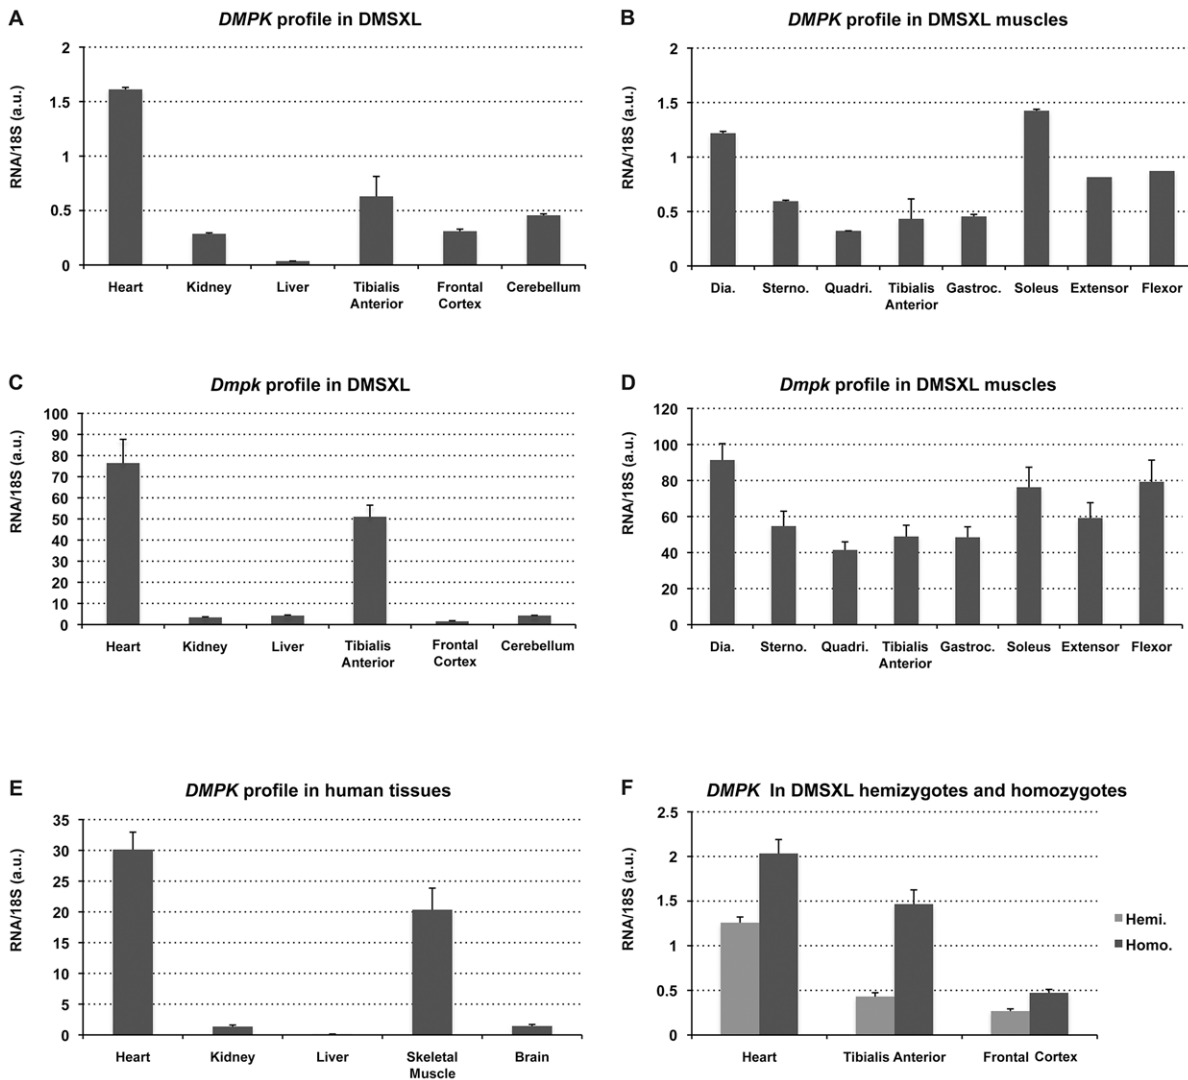 A
DMPK profile in DMSXL
RNA/18S (a.u.)
2
1.5
1
0.5
0
Heart Kidney Liver Tibialis Anterior Frontal Cortex Cerebellum
B
DMPK profile in DMSXL muscles
RNA/18S (a.u.)
2
1.5
1
0.5
0
Dia. Sterno. Quadri. Tibialis Anterior Gastroc. Soleus Extensor Flexor
C
Dmpk profile in DMSXL
RNA/18S (a.u.)
100
90
80
70
60
50
40
30
20
10
0
Heart Kidney Liver Tibialis Anterior Frontal Cortex Cerebellum
D
Dmpk profile in DMSXL muscles
RNA/18S (a.u.)
120
100
80
60
40
20
0
Dia. Sterno. Quadri. Tibialis Anterior Gastroc. Soleus Extensor Flexor
E
DMPK profile in human tissues
RNA/18S (a.u.)
35
30
25
20
15
10
5
0
Heart Kidney Liver Skeletal Muscle Brain
F
DMPK In DMSXL hemizygotes and homozygotes
RNA/18S (a.u.)
2.5
2
1.5
1
0.5
0
Heart Tibialis Anterior Frontal Cortex
Hemi.
Homo.